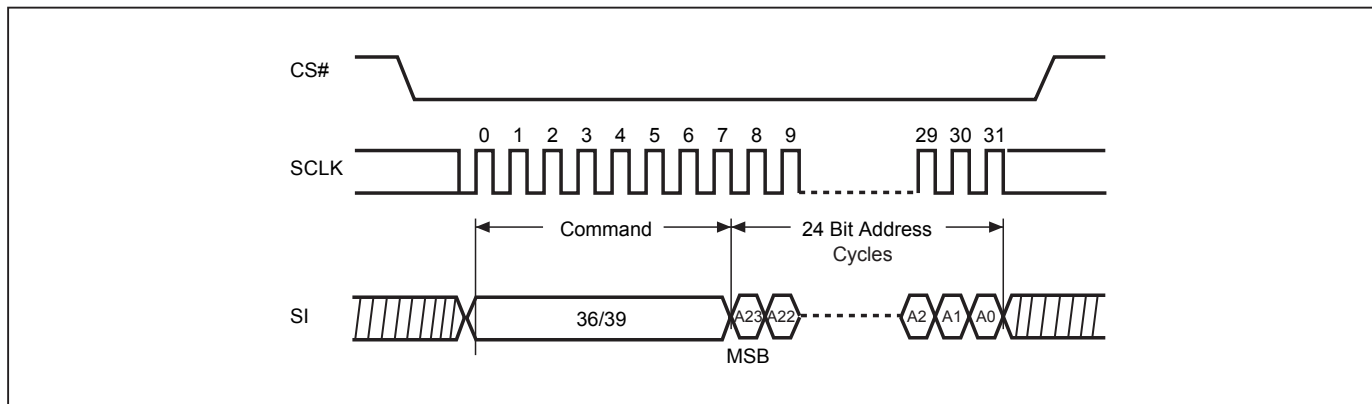 CS#
0 1 2 3 4 5 6 7 8 9 29 30 31
SCLK
Command 24 Bit Address
Cycles
SI 36/39 A23 A22 A2 A1 A0
MSB